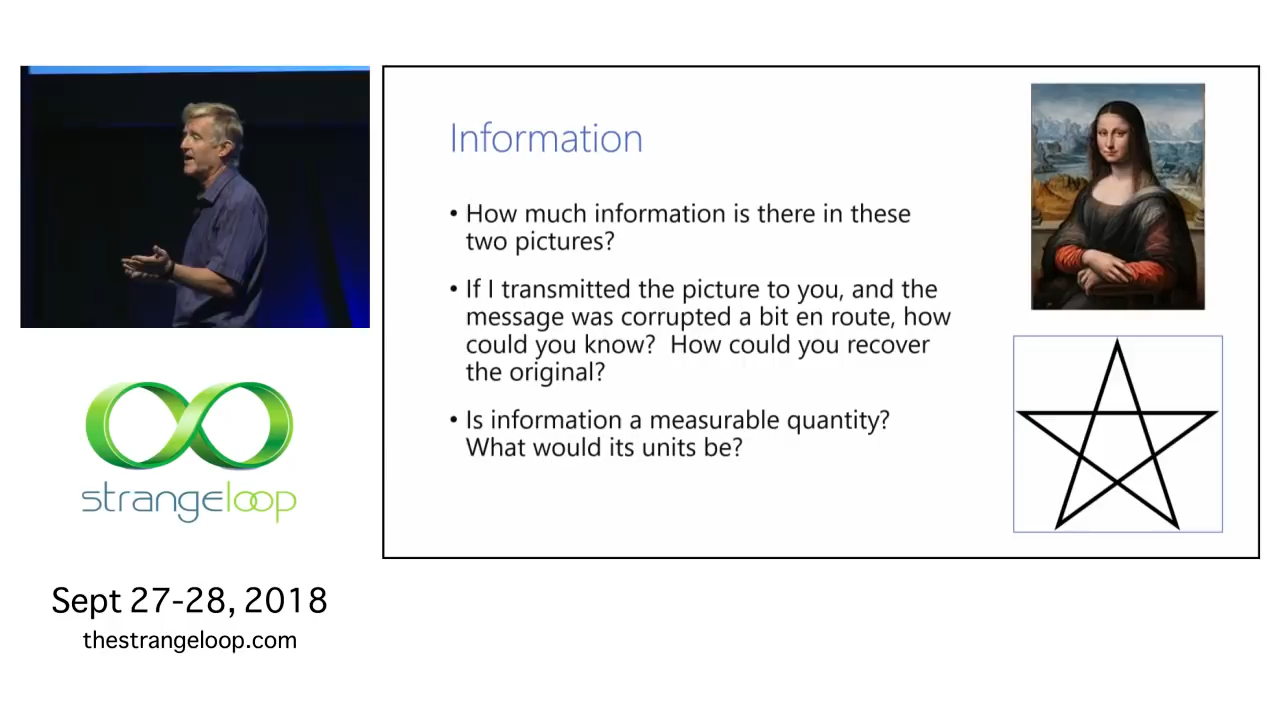 Information
• How much information is there in these
two pictures?
• If I transmitted the picture to you, and the
message was corrupted a bit en route, how
could you know?  How could you recover
the original?
• Is information a measurable quantity?
What would its units be?
strangeloop
Sept 27-28, 2018
thestrangeloop.com